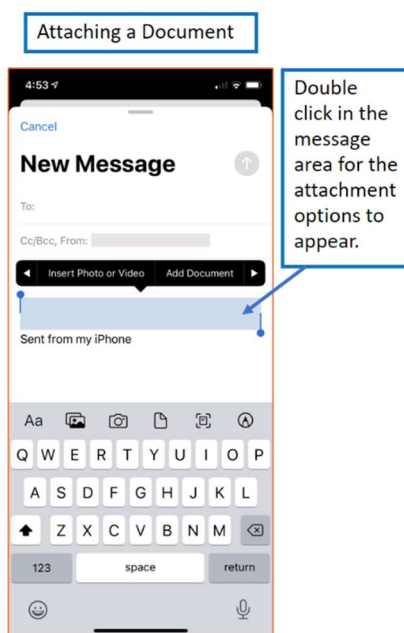 Attaching a Document
4:53
Cancel
New Message
To:
Cc/Bcc, From:
Insert Photo or Video Add Document
Sent from my iPhone
Aa
Q W E R T Y U I O P
A S D F G H J K L
Z X C V B N M
123 space return
Double
click in the
message
area for the
attachment
options to
appear.